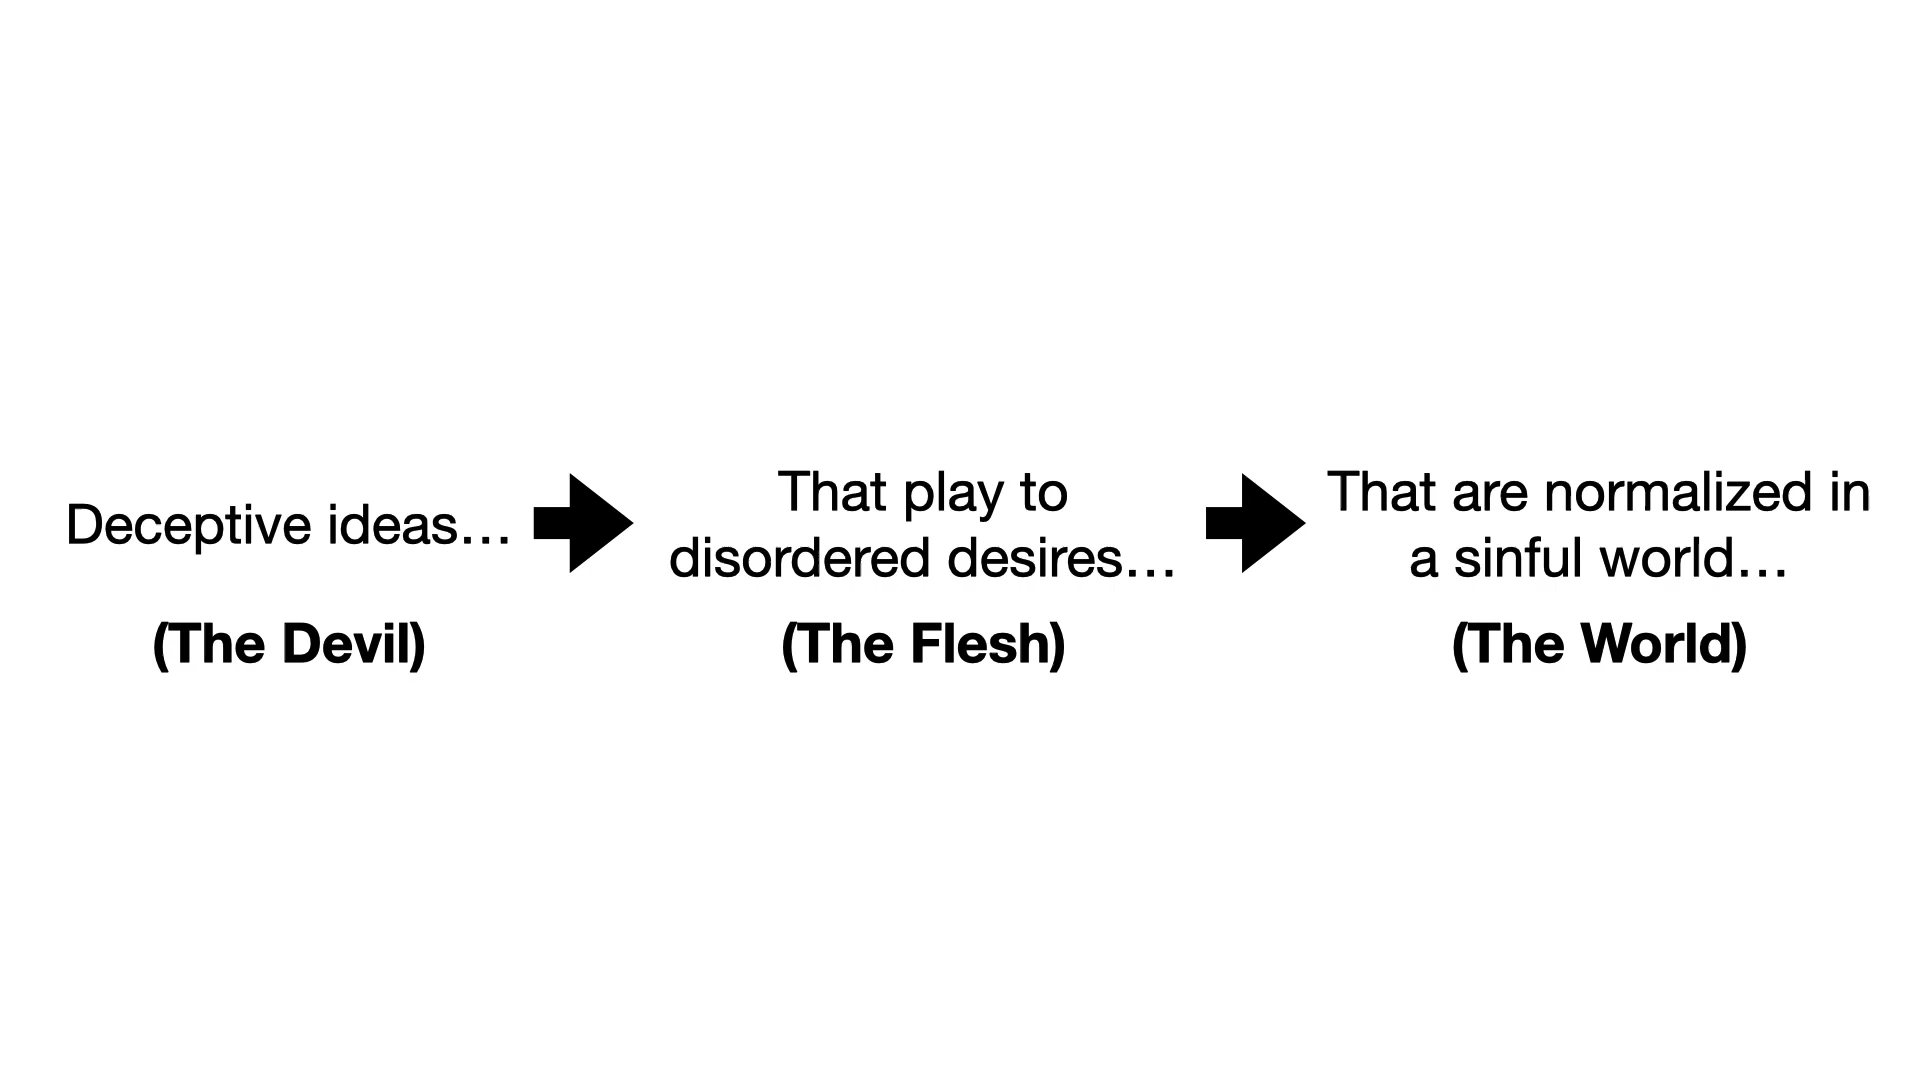 Deceptive ideas…
(The Devil)
That play to
disordered desires…
(The Flesh)
That are normalized in
a sinful world…
(The World)